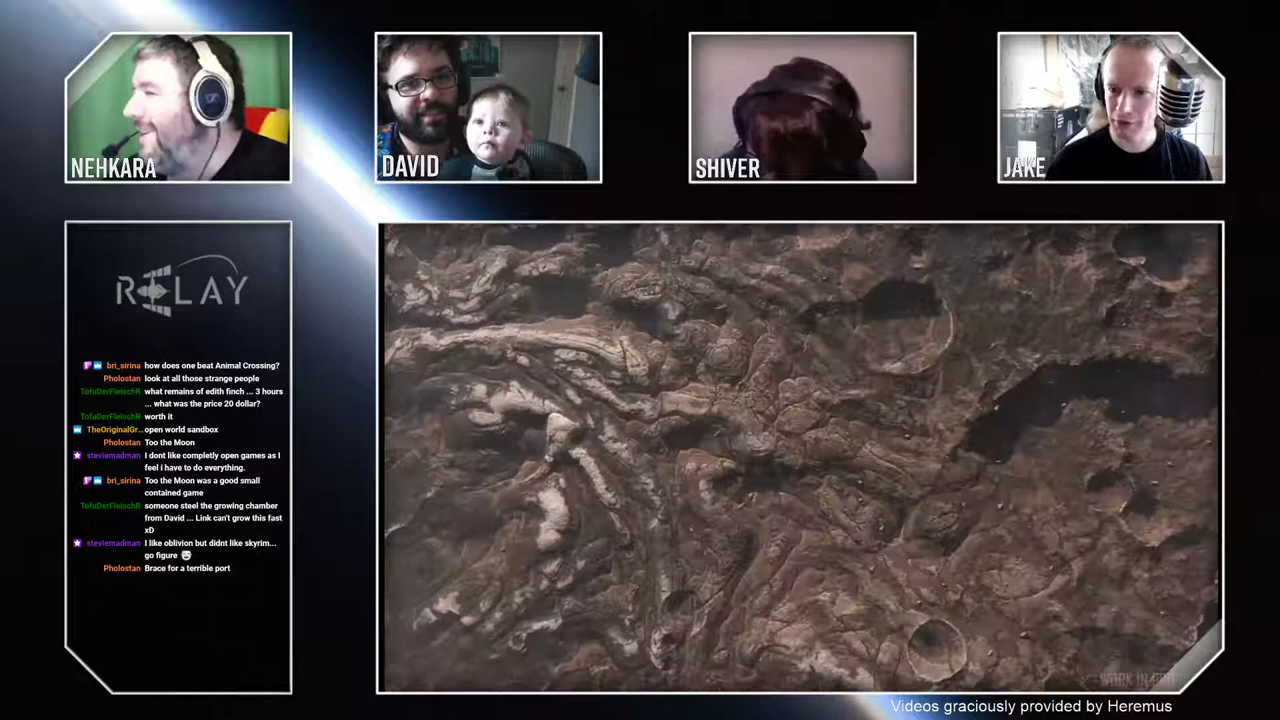 NEHKARA
DAVID
SHIVER
JAKE
RELAY
bri_sirina how does one beat Animal Crossing?
Pholostan look at all those strange people
TofuDerFleischR what remains of edith finch ... 3 hours
... what was the price 20 dollar?
TofuDerFleischR worth it
TheOriginalGr... open world sandbox
Pholostan Too the Moon
steviemadman I dont like completly open games as I
feel i have to do everything.
bri_sirina Too the Moon was a good small
contained game
TofuDerFleischR someone steel the growing chamber
from David ... Link can't grow this fast
xD
steviemadman I like oblivion but didnt like skyrim...
go figure
Pholostan Brace for a terrible port
WORK IN
Videos graciously provided by Heremus